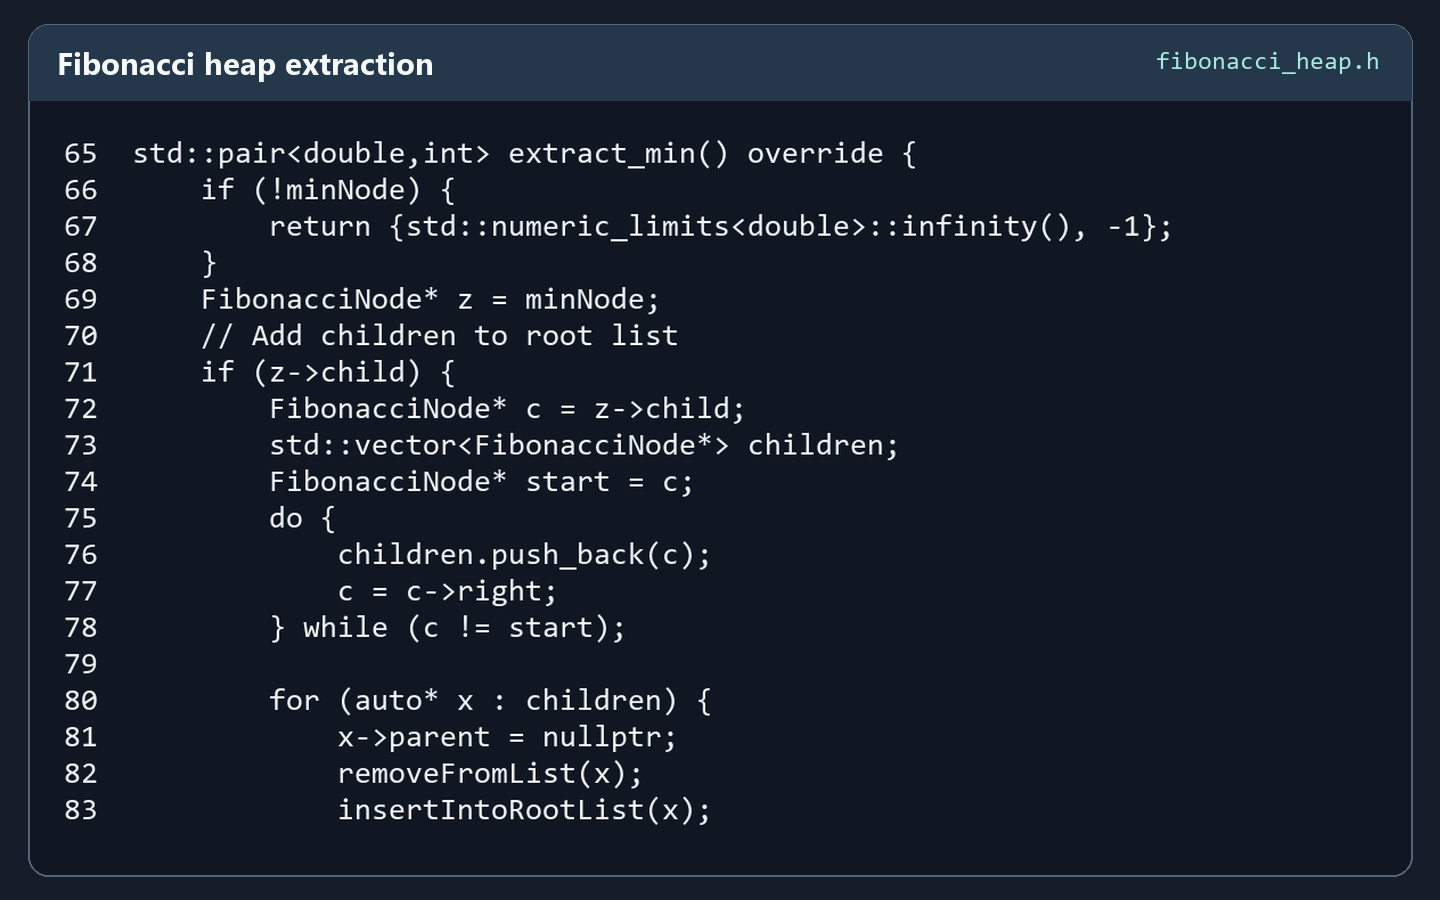 Fibonacci heap extraction
fibonacci_heap.h
65 std::pair<double,int> extract_min() override {
66     if (!minNode) {
67         return {std::numeric_limits<double>::infinity(), -1};
68     }
69     FibonacciNode* z = minNode;
70     // Add children to root list
71     if (z->child) {
72         FibonacciNode* c = z->child;
73         std::vector<FibonacciNode*> children;
74         FibonacciNode* start = c;
75         do {
76             children.push_back(c);
77             c = c->right;
78         } while (c != start);
79
80         for (auto* x : children) {
81             x->parent = nullptr;
82             removeFromList(x);
83             insertIntoRootList(x);